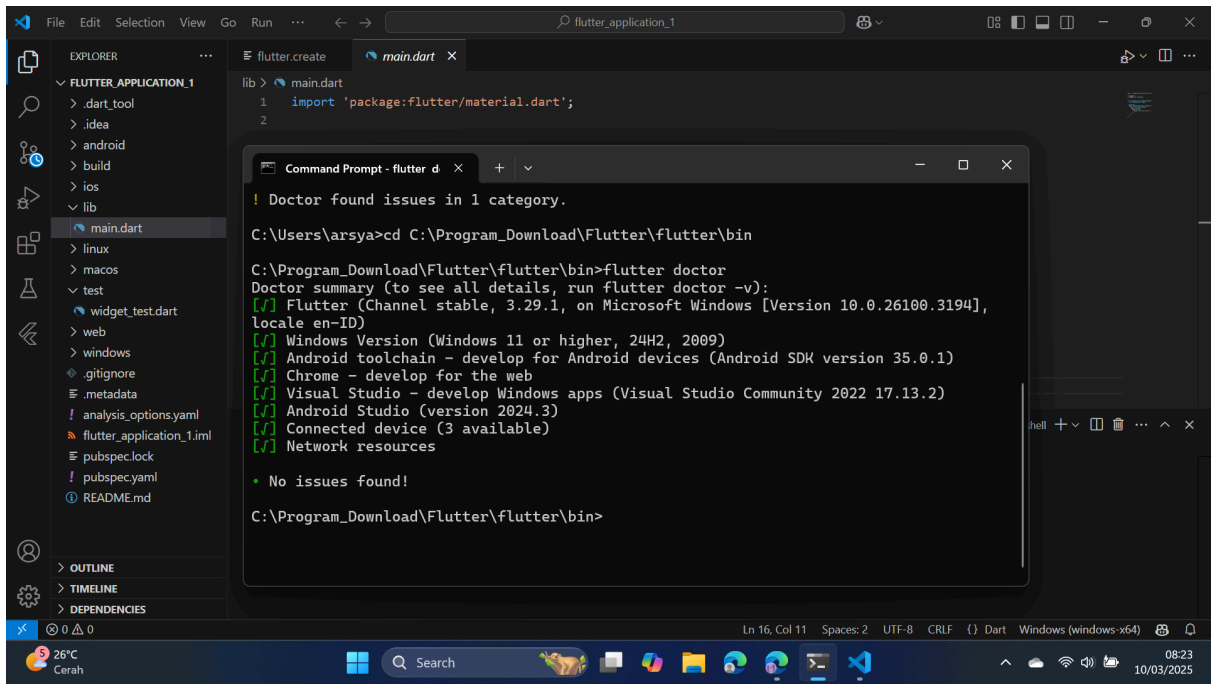 File Edit Selection View Go Run ··· flutter_application_1
EXPLORER ···
FLUTTER_APPLICATION_1
.dart_tool
.idea
android
build
ios
lib
main.dart
linux
macos
test
widget_test.dart
web
windows
.gitignore
.metadata
analysis_options.yaml
flutter_application_1.iml
pubspec.lock
pubspec.yaml
README.md
OUTLINE
TIMELINE
DEPENDENCIES
flutter.create main.dart
lib > main.dart
1 import 'package:flutter/material.dart';
2
Command Prompt - flutter d
! Doctor found issues in 1 category.
C:\Users\arsya>cd C:\Program_Download\Flutter\flutter\bin
C:\Program_Download\Flutter\flutter\bin>flutter doctor
Doctor summary (to see all details, run flutter doctor -v):
[√] Flutter (Channel stable, 3.29.1, on Microsoft Windows [Version 10.0.26100.3194],
locale en-ID)
[√] Windows Version (Windows 11 or higher, 24H2, 2009)
[√] Android toolchain - develop for Android devices (Android SDK version 35.0.1)
[√] Chrome - develop for the web
[√] Visual Studio - develop Windows apps (Visual Studio Community 2022 17.13.2)
[√] Android Studio (version 2024.3)
[√] Connected device (3 available)
[√] Network resources
• No issues found!
C:\Program_Download\Flutter\flutter\bin>
hell
0 0 Ln 16, Col 11 Spaces: 2 UTF-8 CRLF {} Dart Windows (windows-x64)
5 26°C
Cerah
Search
08:23
10/03/2025